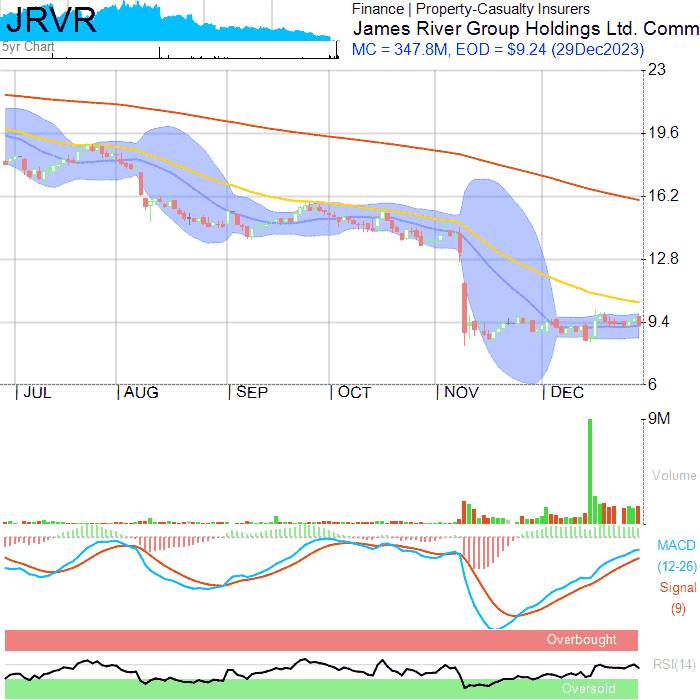 JRVR
5yr Chart
Finance | Property-Casualty Insurers
James River Group Holdings Ltd. Comm
MC = 347.8M, EOD = $9.24 (29Dec2023)
23
19.6
16.2
12.8
9.4
6
JUL AUG SEP OCT NOV DEC
9M
Volume
MACD
(12-26)
Signal
(9)
Overbought
RSI(14)
Oversold